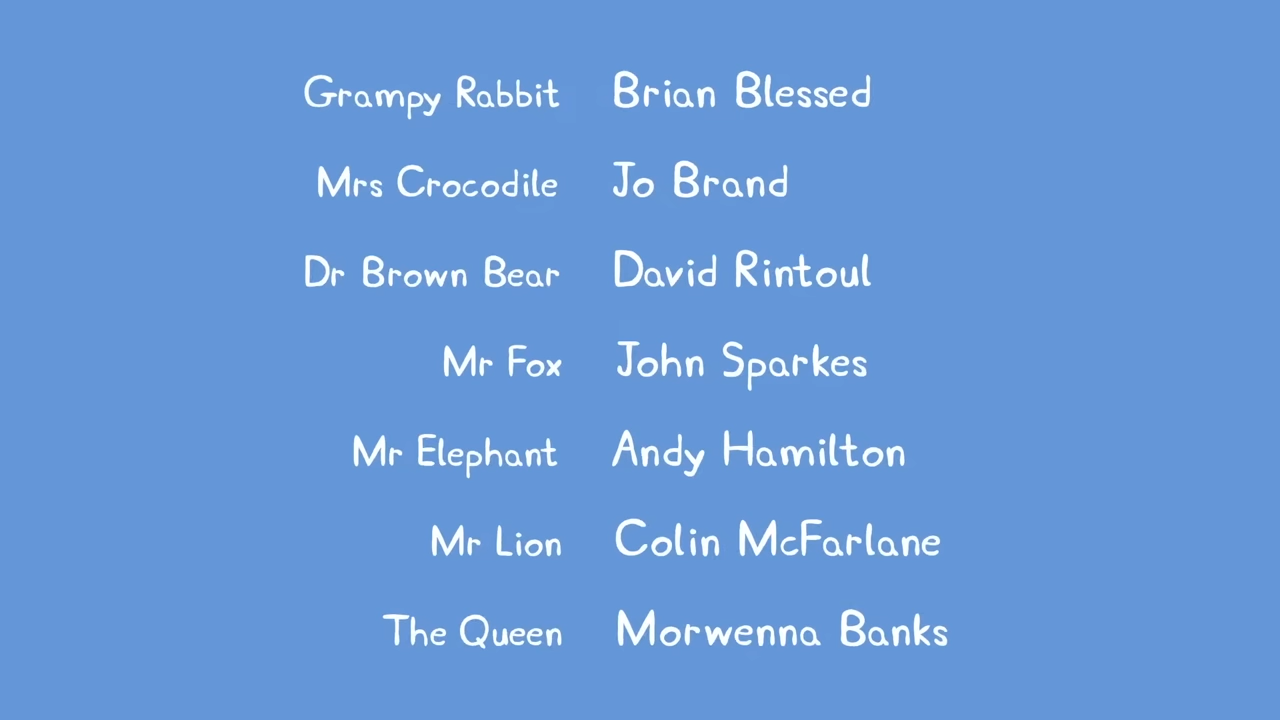 Grampy Rabbit Brian Blessed
Mrs Crocodile Jo Brand
Dr Brown Bear David Rintoul
Mr Fox John Sparkes
Mr Elephant Andy Hamilton
Mr Lion Colin McFarlane
The Queen Morwenna Banks